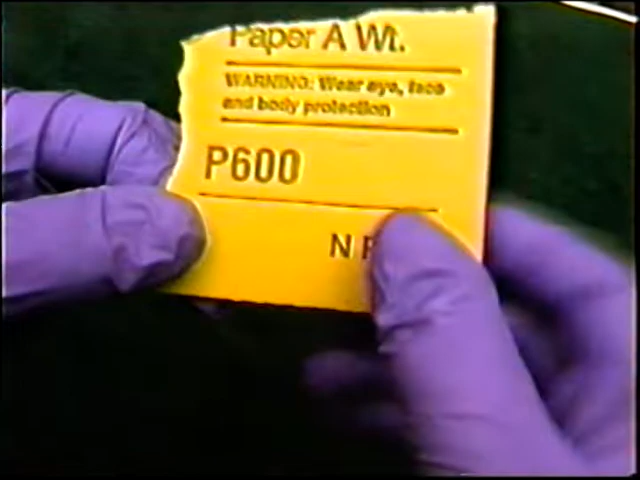 Paper A Wt.
WARNING: Wear eye, face
and body protection
P600
N